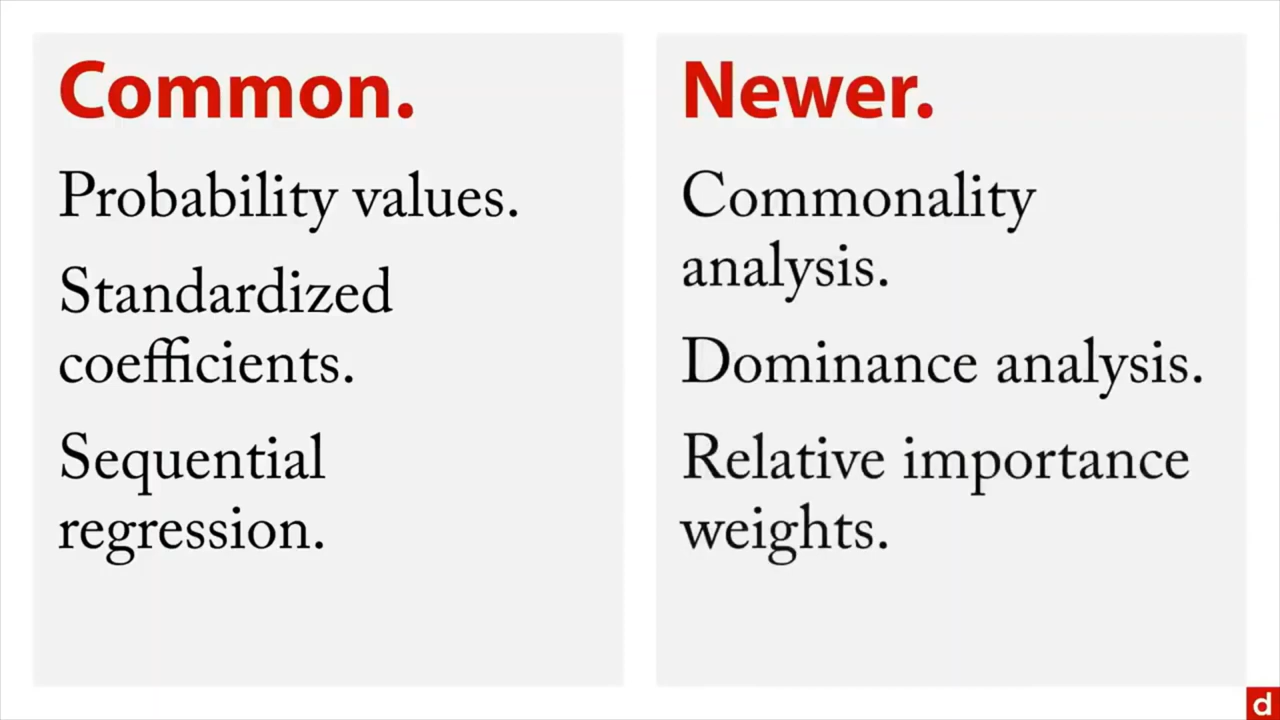 Common.
Probability values.
Standardized
coefficients.
Sequential
regression.
Newer.
Commonality
analysis.
Dominance analysis.
Relative importance
weights.
d